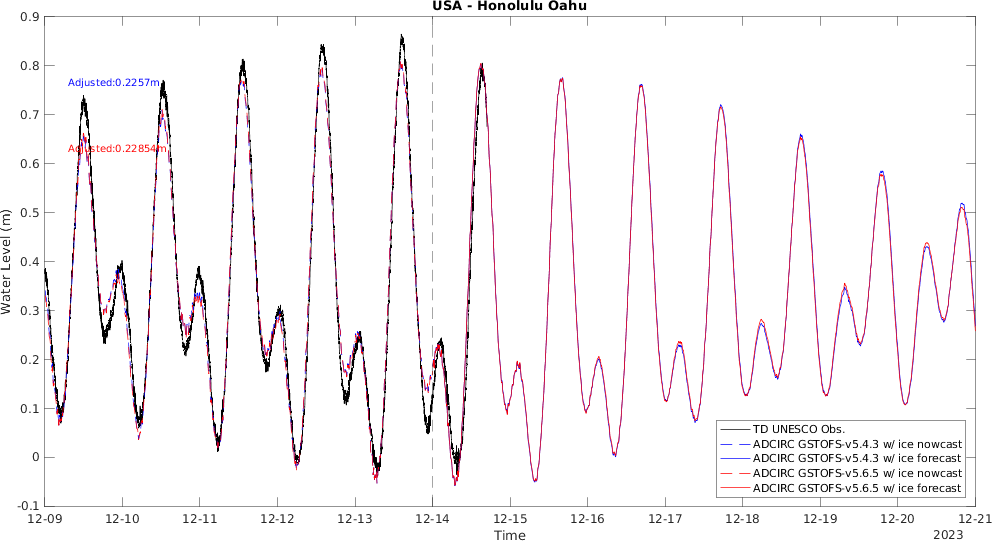 USA - Honolulu Oahu
0.9
0.8
0.7
0.6
0.5
0.4
0.3
0.2
0.1
0
-0.1
Water Level (m)
Adjusted:0.2257m
Adjusted:0.22854m
TD UNESCO Obs.
ADCIRC GSTOFS-v5.4.3 w/ ice nowcast
ADCIRC GSTOFS-v5.4.3 w/ ice forecast
ADCIRC GSTOFS-v5.6.5 w/ ice nowcast
ADCIRC GSTOFS-v5.6.5 w/ ice forecast
12-09 12-10 12-11 12-12 12-13 12-14 12-15 12-16 12-17 12-18 12-19 12-20 12-21
Time
2023